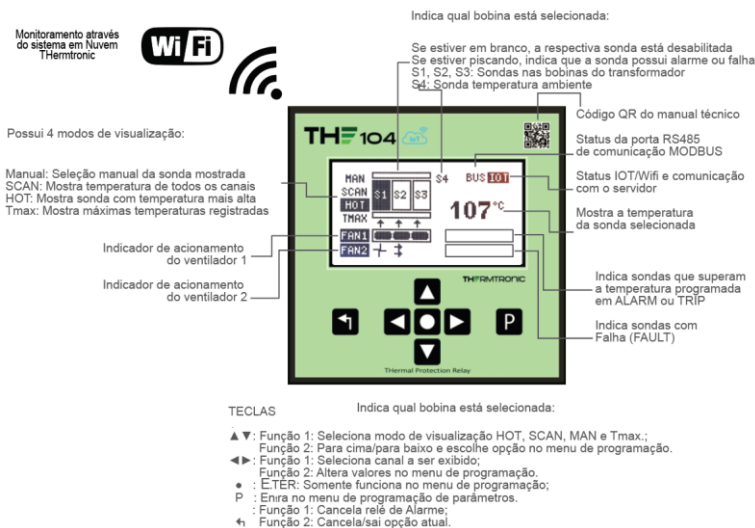 Indica qual bobina está selecionada:
Monitoramento através
do sistema em Nuvem
THermtronic
Wi Fi
Se estiver em branco, a respectiva sonda está desabilitada
Se estiver piscando, indica que a sonda possui alarme ou falha
S1, S2, S3: Sondas nas bobinas do transformador
S4: Sonda temperatura ambiente
Código QR do manual técnico
Possui 4 modos de visualização:
Manual: Seleção manual da sonda mostrada
SCAN: Mostra temperatura de todos os canais
HOT: Mostra sonda com temperatura mais alta
Tmax: Mostra máximas temperaturas registradas
Indicador de acionamento
do ventilador 1
Indicador de acionamento
do ventilador 2
THE 104 IoT
MAN
SCAN
HOT
TMAX
FAN1
FAN2
S1 S2 S3
S4
BUS IOT
107°C
THERMTRONIC
P
THermal Protection Relay
Status da porta RS485
de comunicação MODBUS
Status IOT/Wifi e comunicação
com o servidor
Mostra a temperatura
da sonda selecionada
Indica sondas que superam
a temperatura programada
em ALARM ou TRIP
Indica sondas com
Falha (FAULT)
TECLAS
Indica qual bobina está selecionada:
▲▼: Função 1: Seleciona modo de visualização HOT, SCAN, MAN e Tmax.;
Função 2: Para cima/para baixo e escolhe opção no menu de programação.
◄►: Função 1: Seleciona canal a ser exibido;
Função 2: Altera valores no menu de programação.
● : E.TER: Somente funciona no menu de programação;
P : Enıra no menu de programação de parâmetros.
: Função 1: Cancela relé de Alarme;
↰ Função 2: Cancela/sai opção atual.